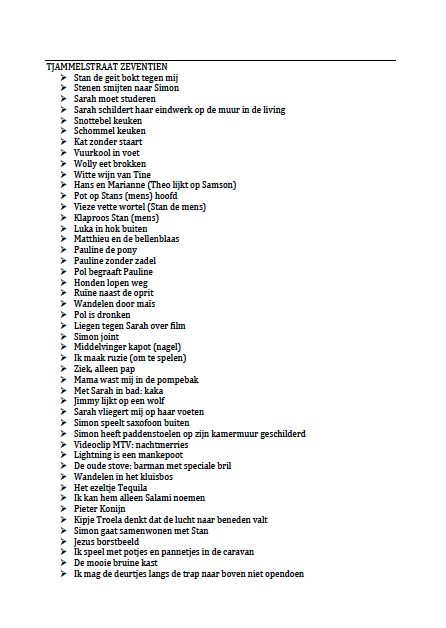 TJAMMELSTRAAT ZEVENTIEN
➢ Stan de geit bokt tegen mij
➢ Stenen smijten naar Simon
➢ Sarah moet studeren
➢ Sarah schildert haar eindwerk op de muur in de living
➢ Snottebel keuken
➢ Schommel keuken
➢ Kat zonder staart
➢ Vuurkool in voet
➢ Wolly eet brokken
➢ Witte wijn van Tine
➢ Hans en Marianne (Theo lijkt op Samson)
➢ Pot op Stans (mens) hoofd
➢ Vieze vette wortel (Stan de mens)
➢ Klaproos Stan (mens)
➢ Luka in hok buiten
➢ Matthieu en de bellenblaas
➢ Pauline de pony
➢ Pauline zonder zadel
➢ Pol begraaft Pauline
➢ Honden lopen weg
➢ Ruïne naast de oprit
➢ Wandelen door maïs
➢ Pol is dronken
➢ Liegen tegen Sarah over film
➢ Simon joint
➢ Middelvinger kapot (nagel)
➢ Ik maak ruzie (om te spelen)
➢ Ziek, alleen pap
➢ Mama wast mij in de pompebak
➢ Met Sarah in bad: kaka
➢ Jimmy lijkt op een wolf
➢ Sarah vliegert mij op haar voeten
➢ Simon speelt saxofoon buiten
➢ Simon heeft paddenstoelen op zijn kamermuur geschilderd
➢ Videoclip MTV: nachtmerries
➢ Lightning is een mankepoot
➢ De oude stove: barman met speciale bril
➢ Wandelen in het kluisbos
➢ Het ezeltje Tequila
➢ Ik kan hem alleen Salami noemen
➢ Pieter Konijn
➢ Kipje Troela denkt dat de lucht naar beneden valt
➢ Simon gaat samenwonen met Stan
➢ Jezus borstbeeld
➢ Ik speel met potjes en pannetjes in de caravan
➢ De mooie bruine kast
➢ Ik mag de deurtjes langs de trap naar boven niet opendoen